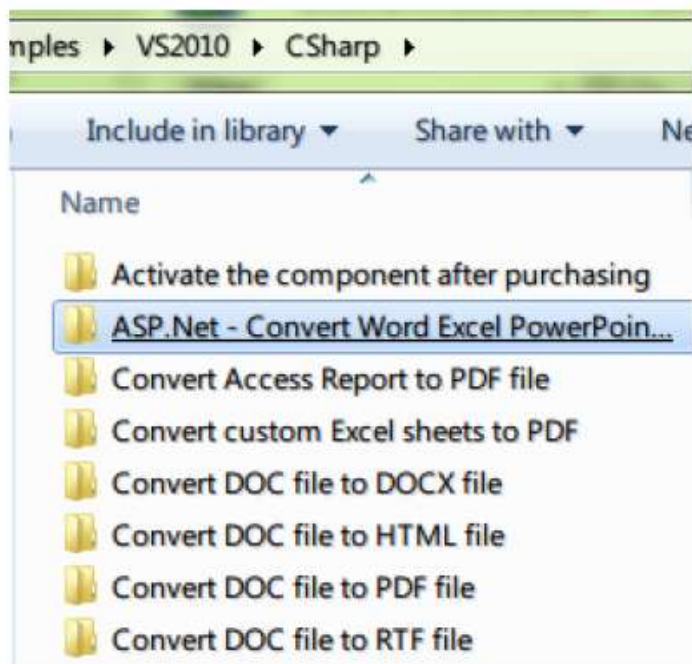 mples ▸ VS2010 ▸ CSharp ▸
Include in library ▾ Share with ▾ Ne
Name
Activate the component after purchasing
ASP.Net - Convert Word Excel PowerPoin...
Convert Access Report to PDF file
Convert custom Excel sheets to PDF
Convert DOC file to DOCX file
Convert DOC file to HTML file
Convert DOC file to PDF file
Convert DOC file to RTF file